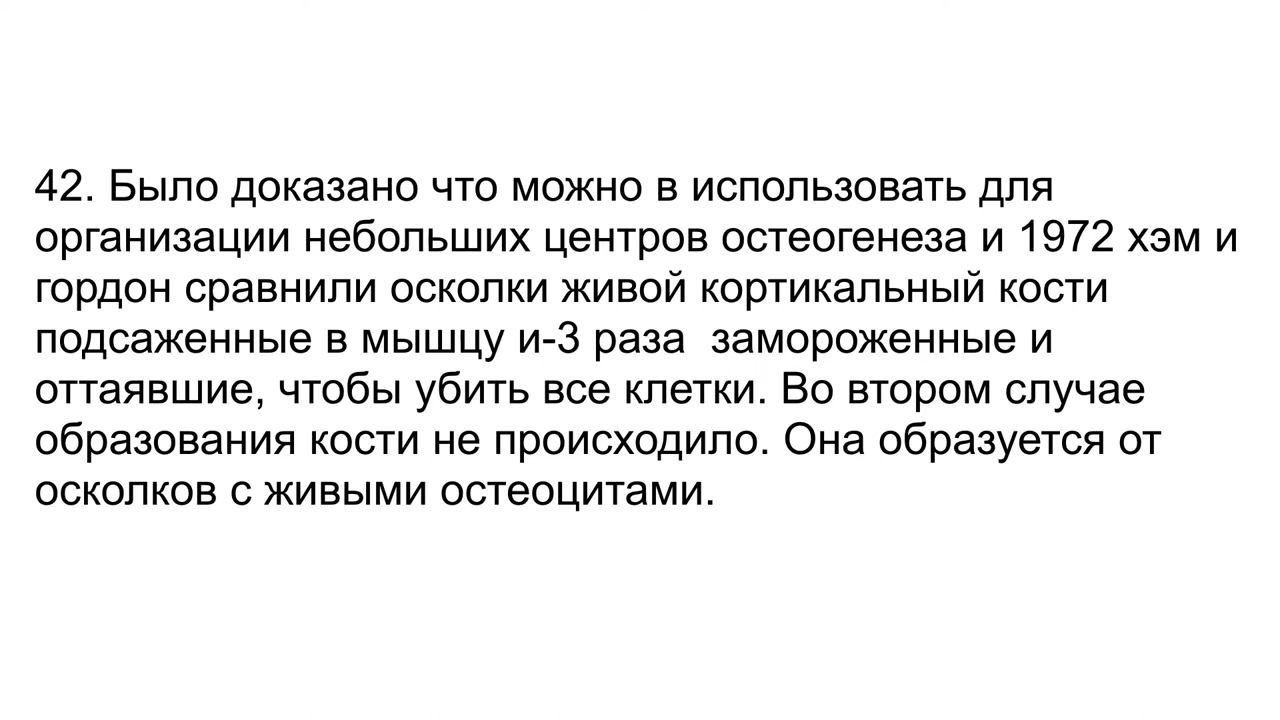 42. Было доказано что можно в использовать для
организации небольших центров остеогенеза и 1972 хэм и
гордон сравнили осколки живой кортикальный кости
подсаженные в мышцу и-3 раза  замороженные и
оттаявшие, чтобы убить все клетки. Во втором случае
образования кости не происходило. Она образуется от
осколков с живыми остеоцитами.